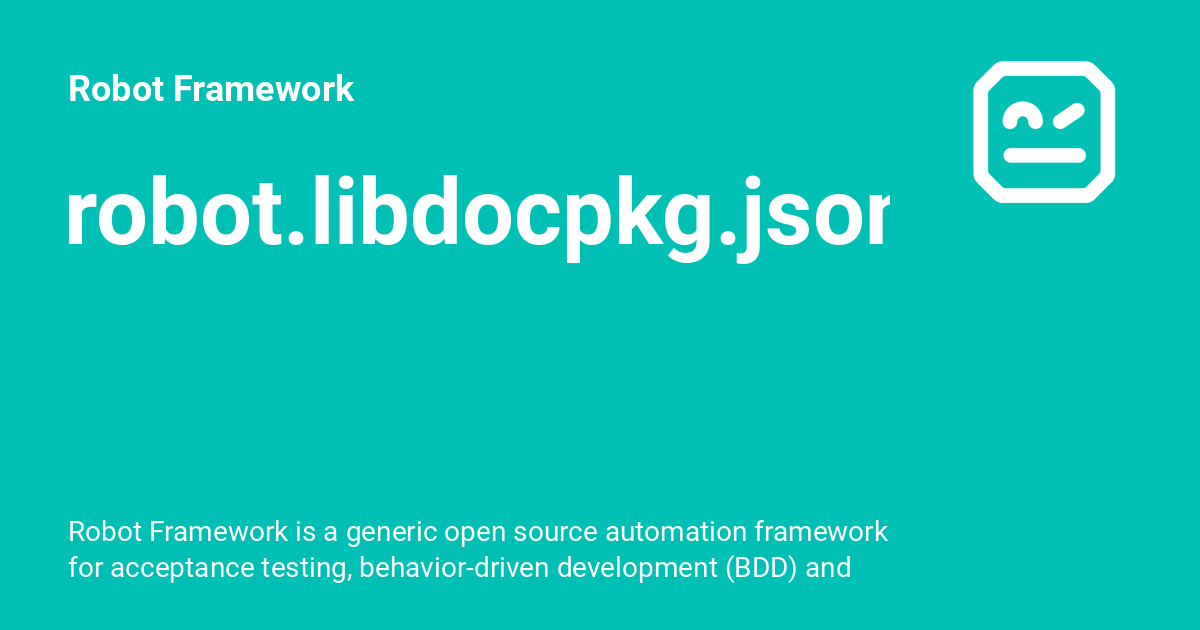 Robot Framework
robot.libdocpkg.json
Robot Framework is a generic open source automation framework
for acceptance testing, behavior-driven development (BDD) and